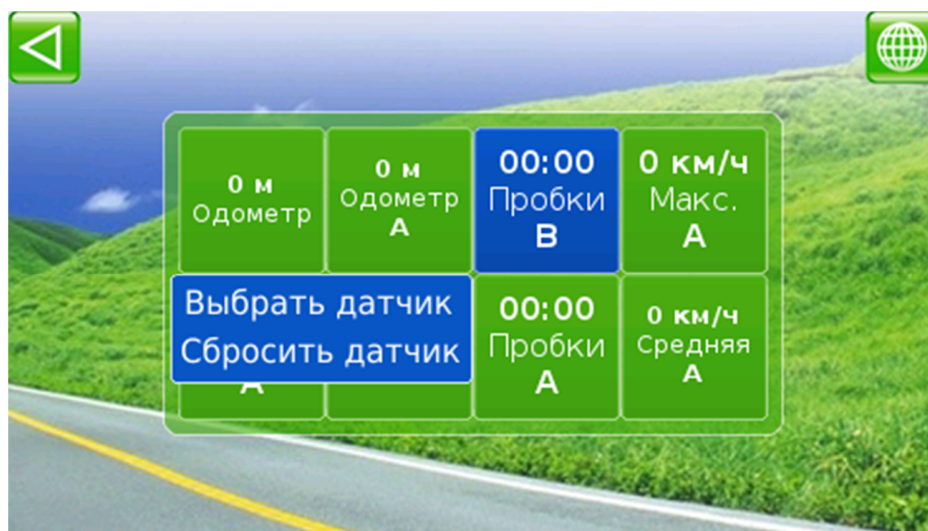 0 м
Одометр
0 м
Одометр
A
00:00
Пробки
B
0 км/ч
Макс.
A
Выбрать датчик
Сбросить датчик
A
00:00
Пробки
A
0 км/ч
Средняя
A